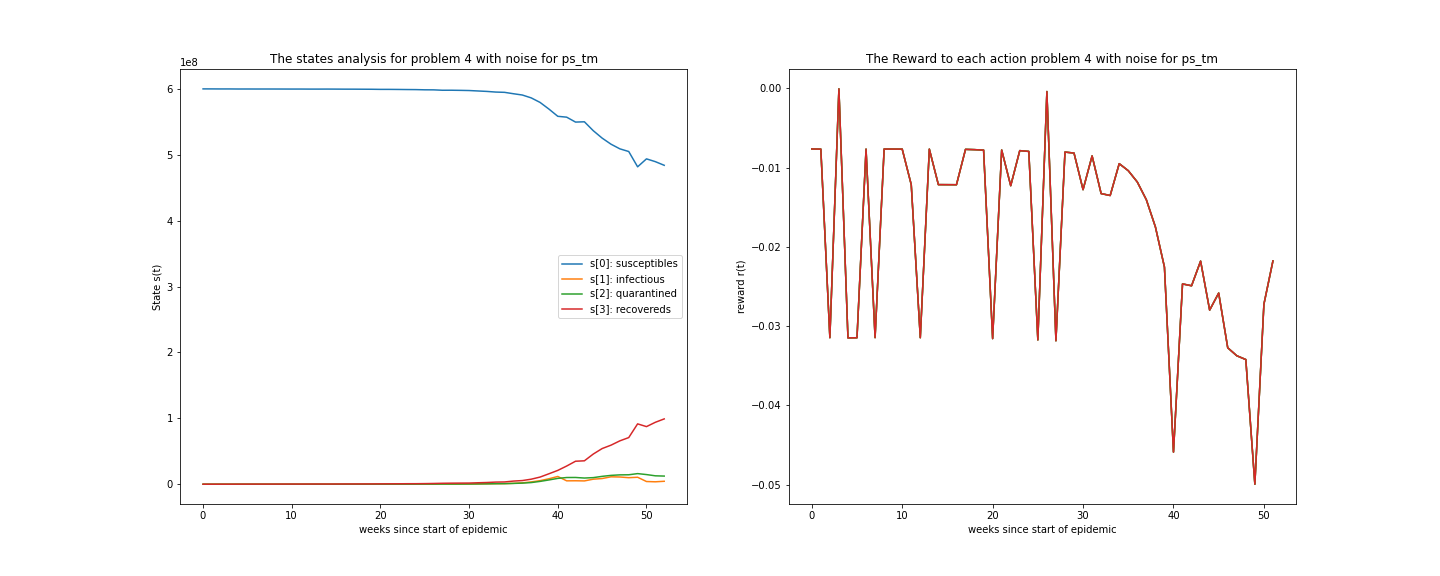 The states analysis for problem 4 with noise for ps_tm
1e8
6
5
4
3
2
1
0
State s(t)
s[0]: susceptibles
s[1]: infectious
s[2]: quarantined
s[3]: recovereds
0 10 20 30 40 50
weeks since start of epidemic
The Reward to each action problem 4 with noise for ps_tm
0.00
−0.01
−0.02
−0.03
−0.04
−0.05
reward r(t)
0 10 20 30 40 50
weeks since start of epidemic